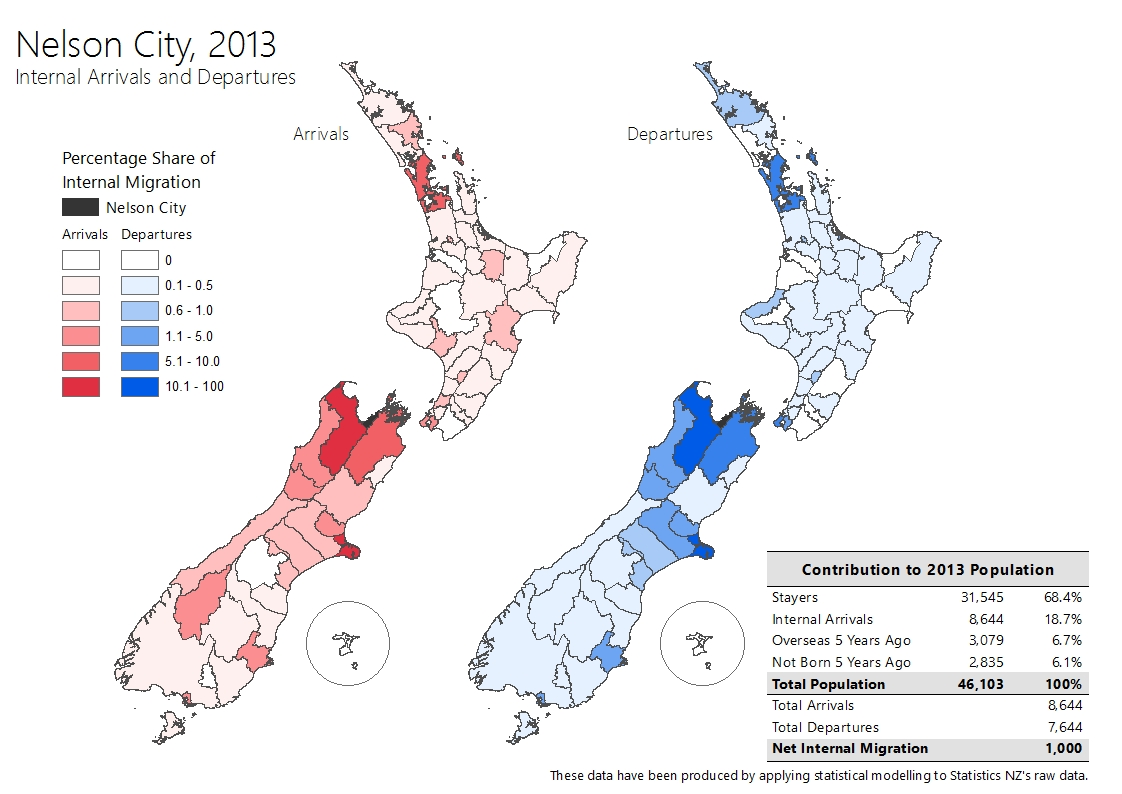 Nelson City, 2013
Internal Arrivals and Departures
Arrivals
Departures
Percentage Share of
Internal Migration
Nelson City
Arrivals Departures
0
0.1 - 0.5
0.6 - 1.0
1.1 - 5.0
5.1 - 10.0
10.1 - 100
Contribution to 2013 Population
Stayers 31,545 68.4%
Internal Arrivals 8,644 18.7%
Overseas 5 Years Ago 3,079 6.7%
Not Born 5 Years Ago 2,835 6.1%
Total Population 46,103 100%
Total Arrivals 8,644
Total Departures 7,644
Net Internal Migration 1,000
These data have been produced by applying statistical modelling to Statistics NZ's raw data.